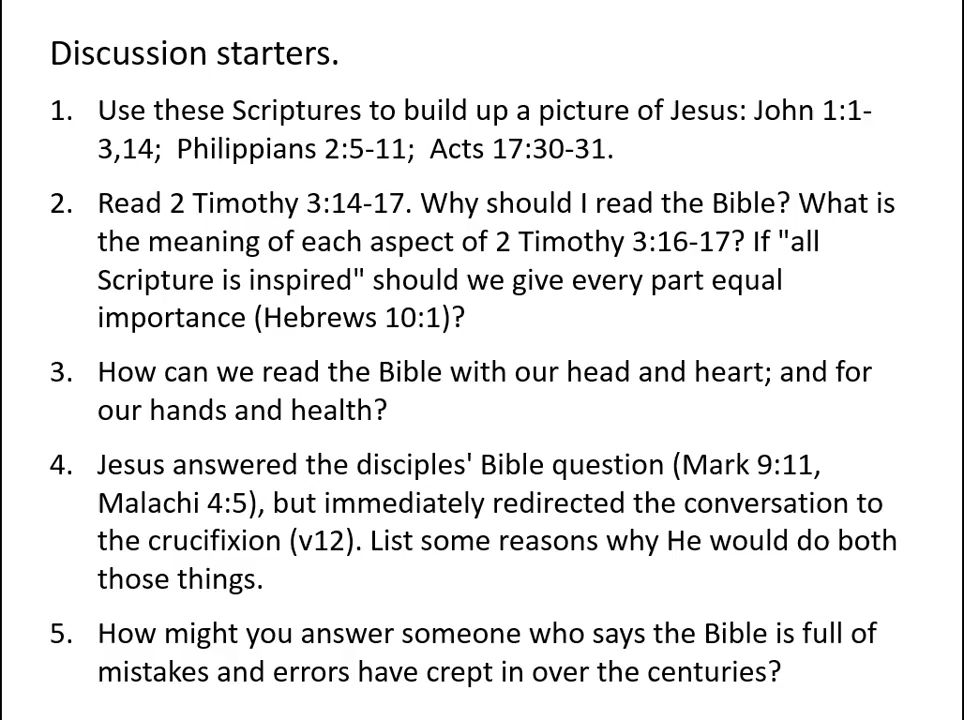 Discussion starters.
1. Use these Scriptures to build up a picture of Jesus: John 1:1-
3,14;  Philippians 2:5-11;  Acts 17:30-31.
2. Read 2 Timothy 3:14-17. Why should I read the Bible? What is
the meaning of each aspect of 2 Timothy 3:16-17? If "all
Scripture is inspired" should we give every part equal
importance (Hebrews 10:1)?
3. How can we read the Bible with our head and heart; and for
our hands and health?
4. Jesus answered the disciples' Bible question (Mark 9:11,
Malachi 4:5), but immediately redirected the conversation to
the crucifixion (v12). List some reasons why He would do both
those things.
5. How might you answer someone who says the Bible is full of
mistakes and errors have crept in over the centuries?